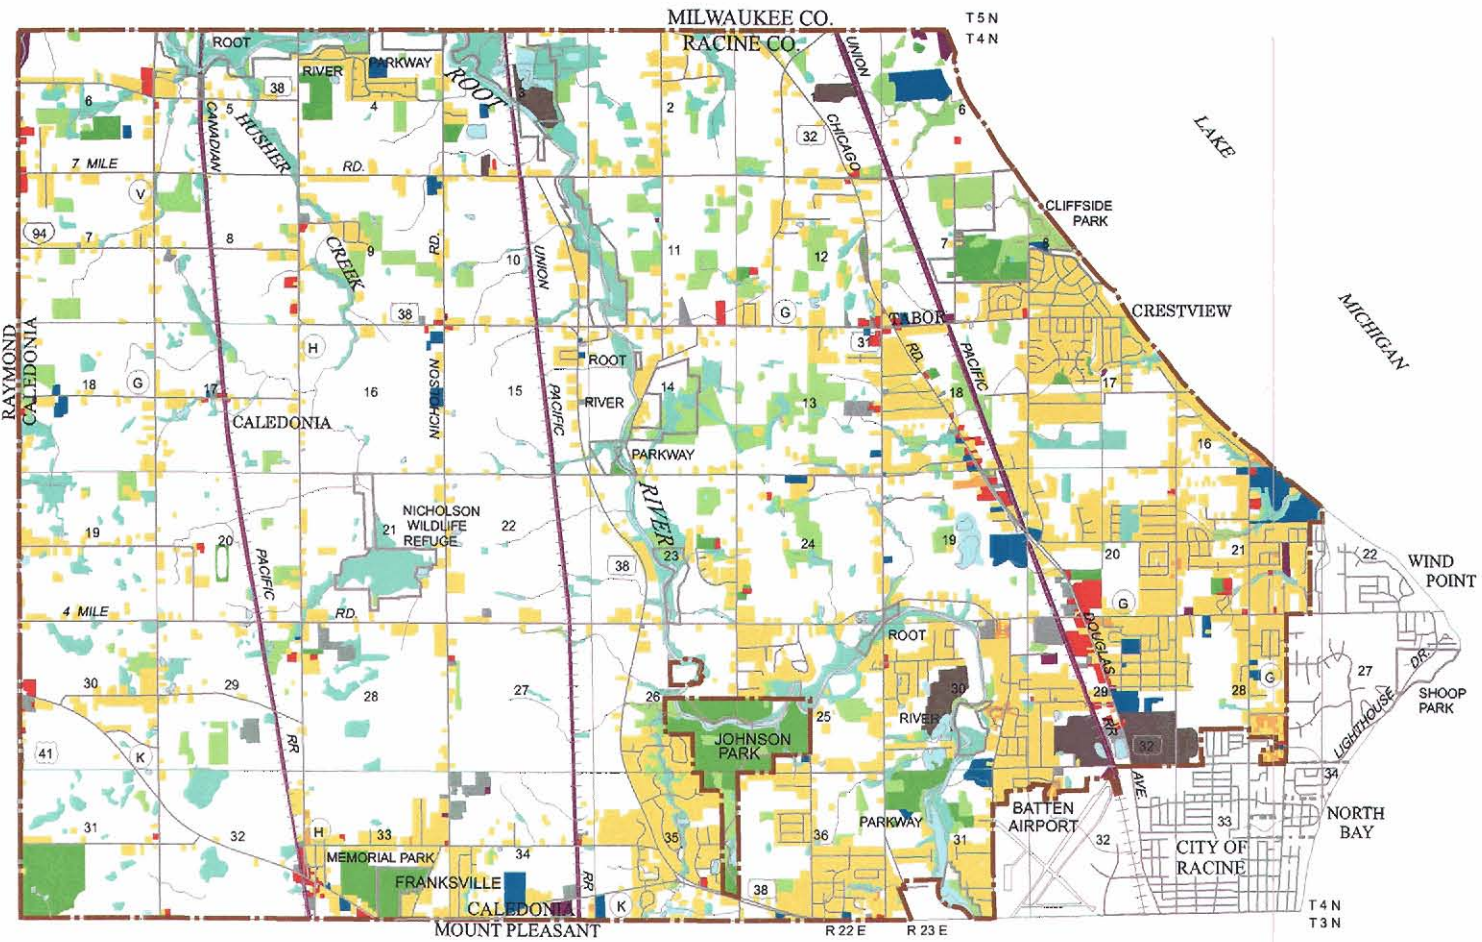 MILWAUKEE CO.
RACINE CO.
T 5 N
T 4 N
ROOT
RIVER
PARKWAY
ROOT
UNION
38
6
5
4
3
2
1
6
LAKE
CANADIAN
HUSHER
32
CHICAGO
7 MILE
RD.
V
CLIFFSIDE
PARK
94
7
8
9
CREEK
RD.
10
UNION
11
12
7
8
38
G
TABOR
CRESTVIEW
MICHIGAN
RAYMOND
CALEDONIA
H
31
RD.
PACIFIC
ROOT
18
G
17
16
NICHOLSON
15
PACIFIC
RIVER
14
13
18
17
CALEDONIA
PARKWAY
16
RIVER
NICHOLSON
WILDLIFE
REFUGE
19
20
21
22
23
24
19
20
21
22
WIND
POINT
PACIFIC
38
G
4 MILE
RD.
ROOT
DOUGLAS
30
29
28
27
26
25
30
RIVER
29
28
G
27
DR.
LIGHTHOUSE
SHOOP
PARK
41
K
RR
JOHNSON
PARK
RR
32
34
AVE.
BATTEN
AIRPORT
NORTH
BAY
31
32
H
33
34
35
36
PARKWAY
31
32
33
CITY OF
RACINE
MEMORIAL PARK
FRANKSVILLE
RR
K
38
CALEDONIA
MOUNT PLEASANT
R 22 E
R 23 E
T 4 N
T 3 N